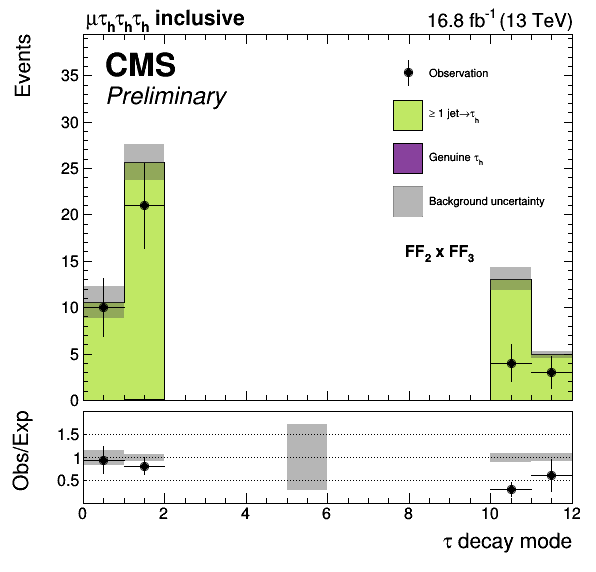 μτₕτₕτₕ inclusive
16.8 fb⁻¹ (13 TeV)
Events
CMS
Preliminary
Observation
≥ 1 jet→τₕ
Genuine τₕ
Background uncertainty
FF₂ x FF₃
35
30
25
20
15
10
5
0
Obs/Exp
1.5
1
0.5
0 2 4 6 8 10 12
τ decay mode